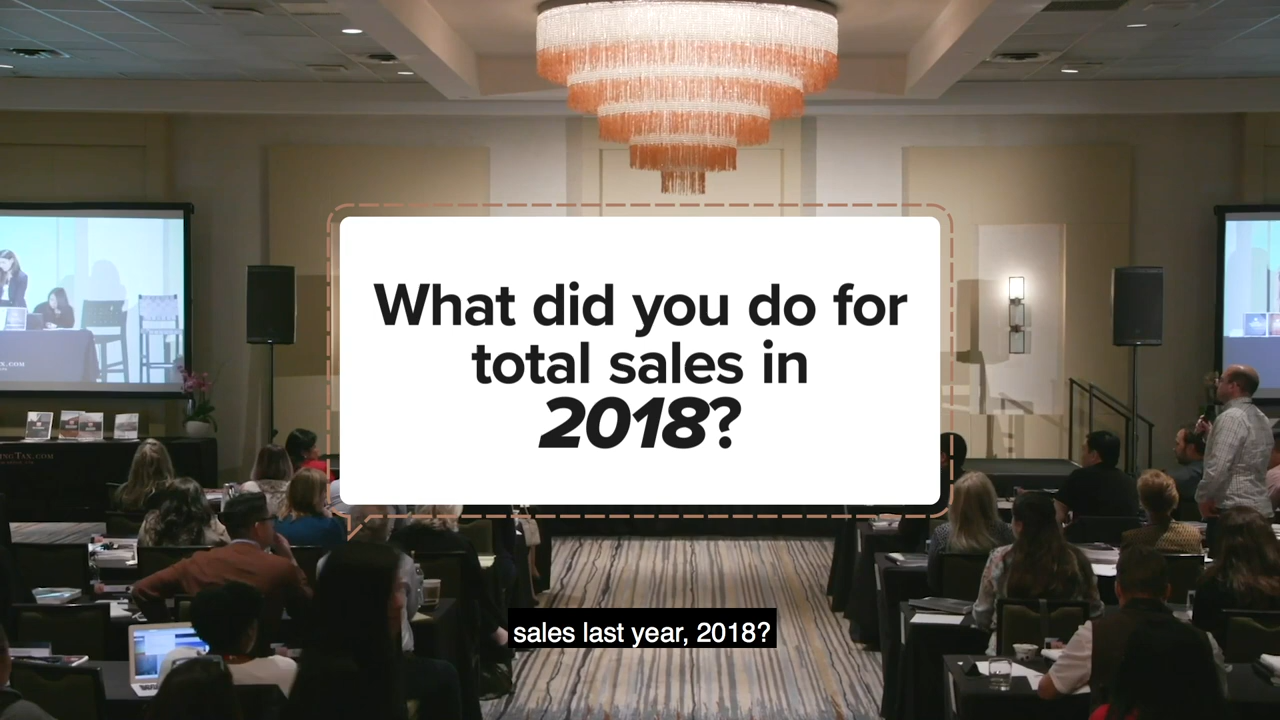 What did you do for
total sales in
2018?
sales last year, 2018?